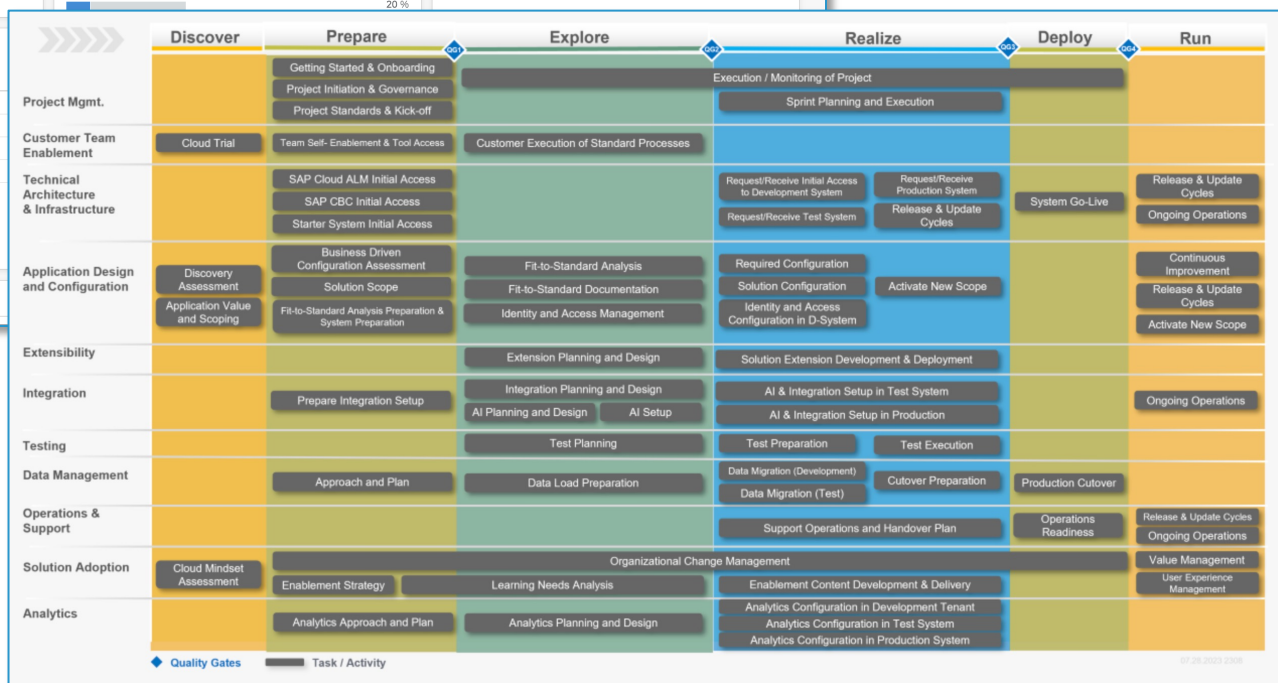 20 %
Discover
Prepare
Explore
Realize
Deploy
Run
QG1
QG2
QG3
QG4
Project Mgmt.
Getting Started & Onboarding
Project Initiation & Governance
Project Standards & Kick-off
Execution / Monitoring of Project
Sprint Planning and Execution
Customer Team
Enablement
Cloud Trial
Team Self- Enablement & Tool Access
Customer Execution of Standard Processes
Technical
Architecture
& Infrastructure
SAP Cloud ALM Initial Access
SAP CBC Initial Access
Starter System Initial Access
Request/Receive Initial Access
to Development System
Request/Receive Test System
Request/Receive
Production System
Release & Update
Cycles
System Go-Live
Release & Update
Cycles
Ongoing Operations
Application Design
and Configuration
Discovery
Assessment
Application Value
and Scoping
Business Driven
Configuration Assessment
Solution Scope
Fit-to-Standard Analysis Preparation &
System Preparation
Fit-to-Standard Analysis
Fit-to-Standard Documentation
Identity and Access Management
Required Configuration
Solution Configuration
Identity and Access
Configuration in D-System
Activate New Scope
Continuous
Improvement
Release & Update
Cycles
Activate New Scope
Extensibility
Extension Planning and Design
Solution Extension Development & Deployment
Integration
Prepare Integration Setup
Integration Planning and Design
AI Planning and Design
AI Setup
AI & Integration Setup in Test System
AI & Integration Setup in Production
Ongoing Operations
Testing
Test Planning
Test Preparation
Test Execution
Data Management
Approach and Plan
Data Load Preparation
Data Migration (Development)
Data Migration (Test)
Cutover Preparation
Production Cutover
Operations &
Support
Support Operations and Handover Plan
Operations
Readiness
Release & Update Cycles
Ongoing Operations
Solution Adoption
Cloud Mindset
Assessment
Organizational Change Management
Enablement Strategy
Learning Needs Analysis
Enablement Content Development & Delivery
Value Management
User Experience
Management
Analytics
Analytics Approach and Plan
Analytics Planning and Design
Analytics Configuration in Development Tenant
Analytics Configuration in Test System
Analytics Configuration in Production System
Quality Gates
Task / Activity